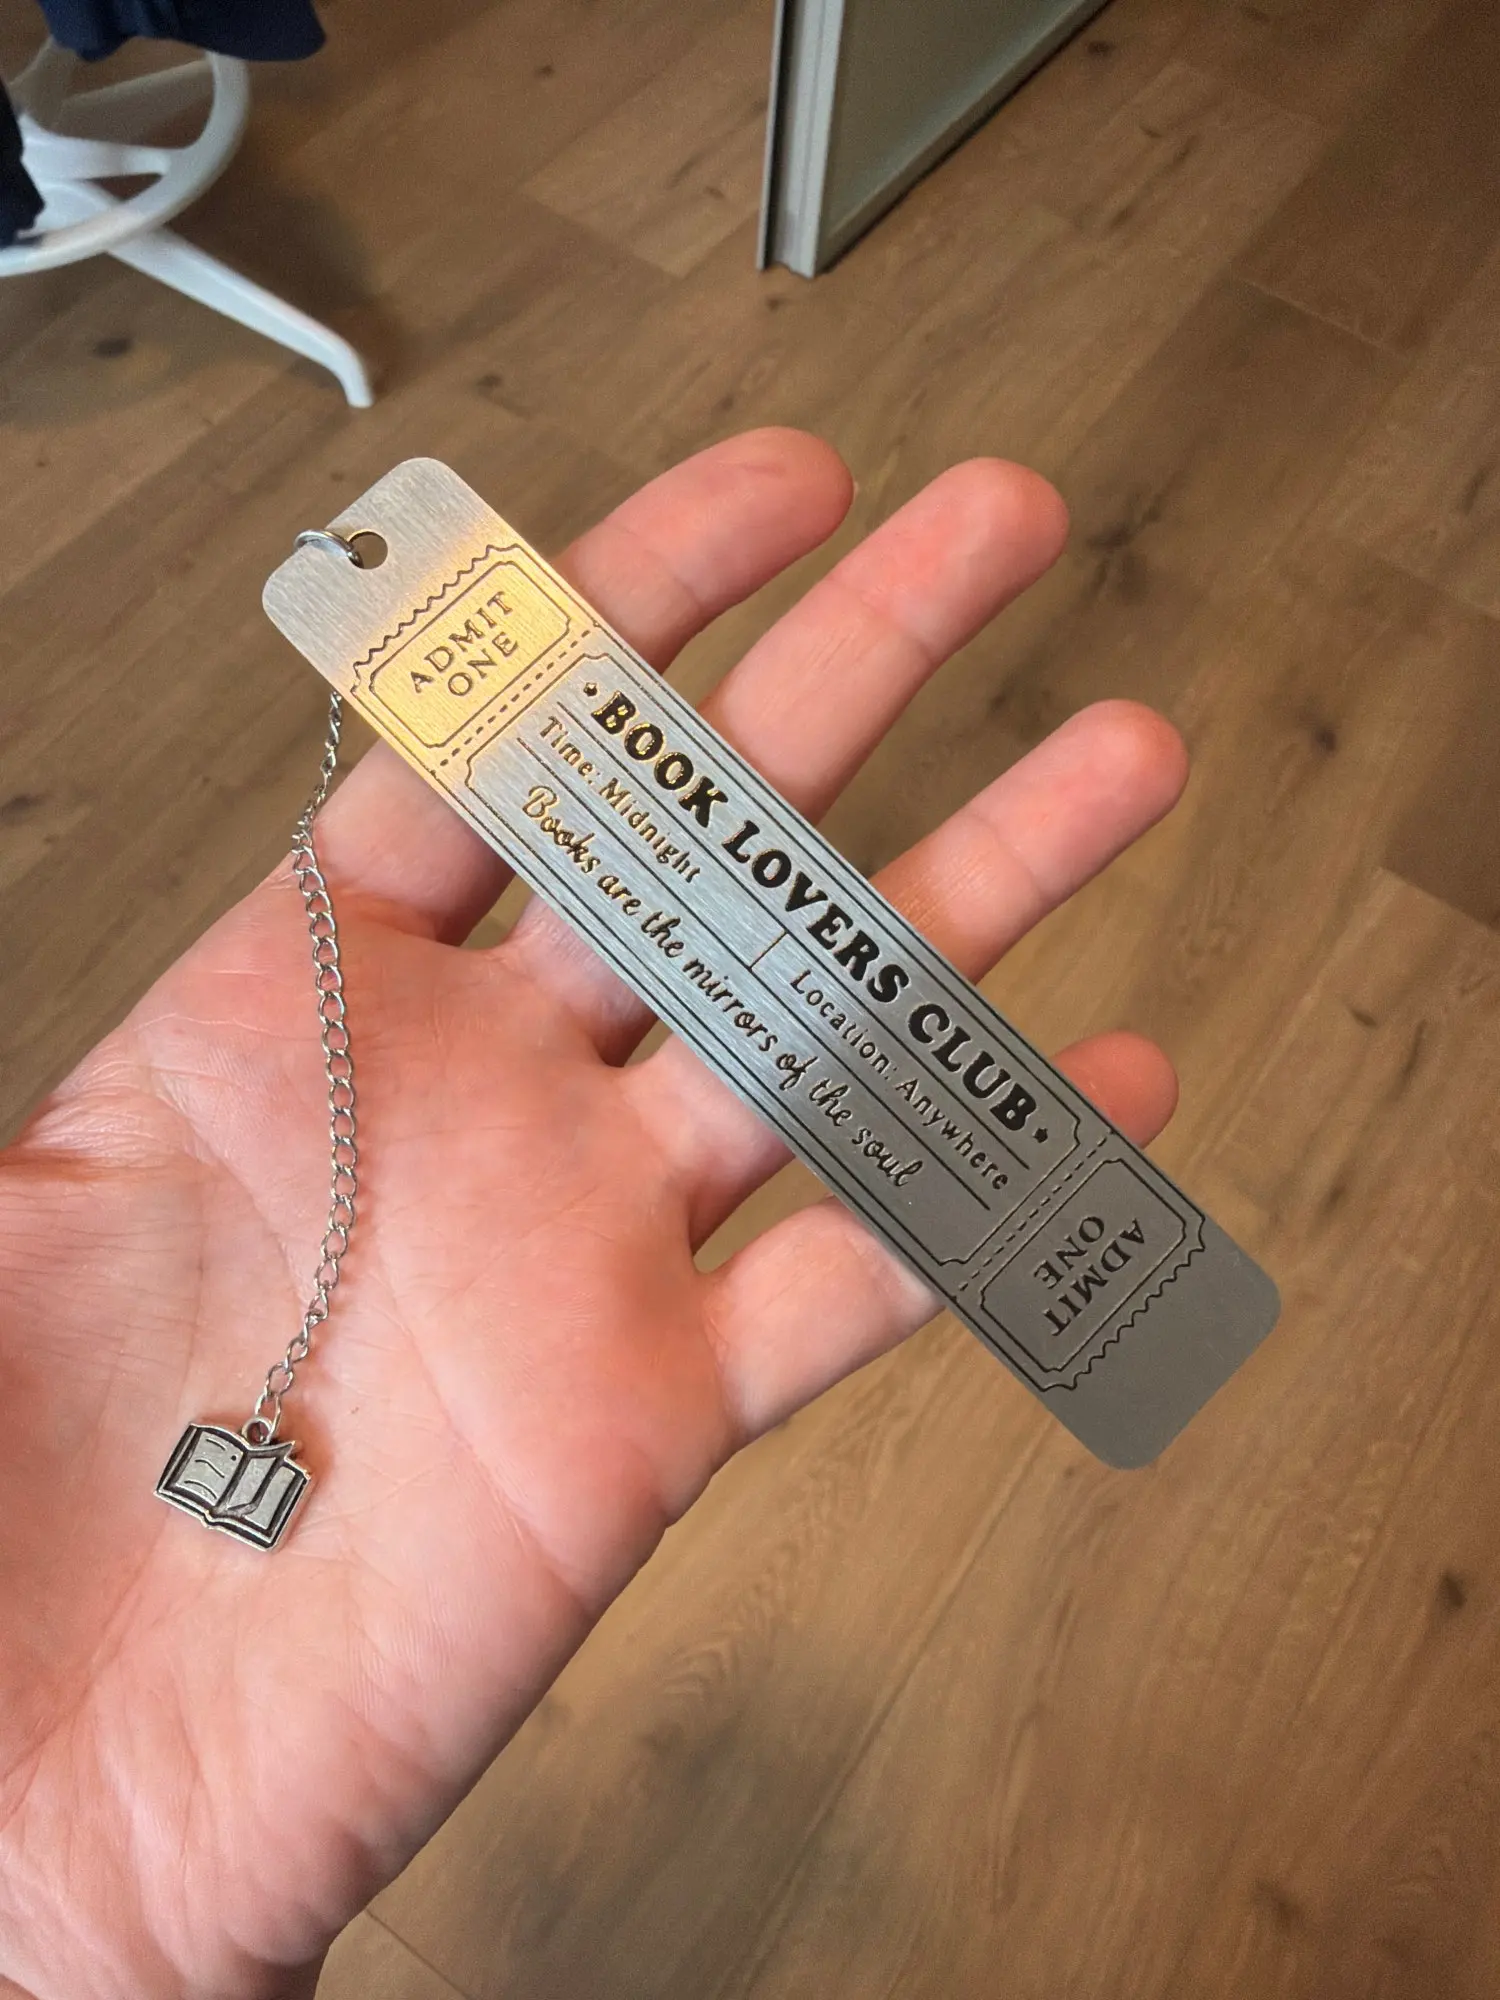 ADMIT
ONE
BOOK LOVERS CLUB
Time: Midnight
Location: Anywhere
Books are the mirrors of the soul
ADMIT
ONE